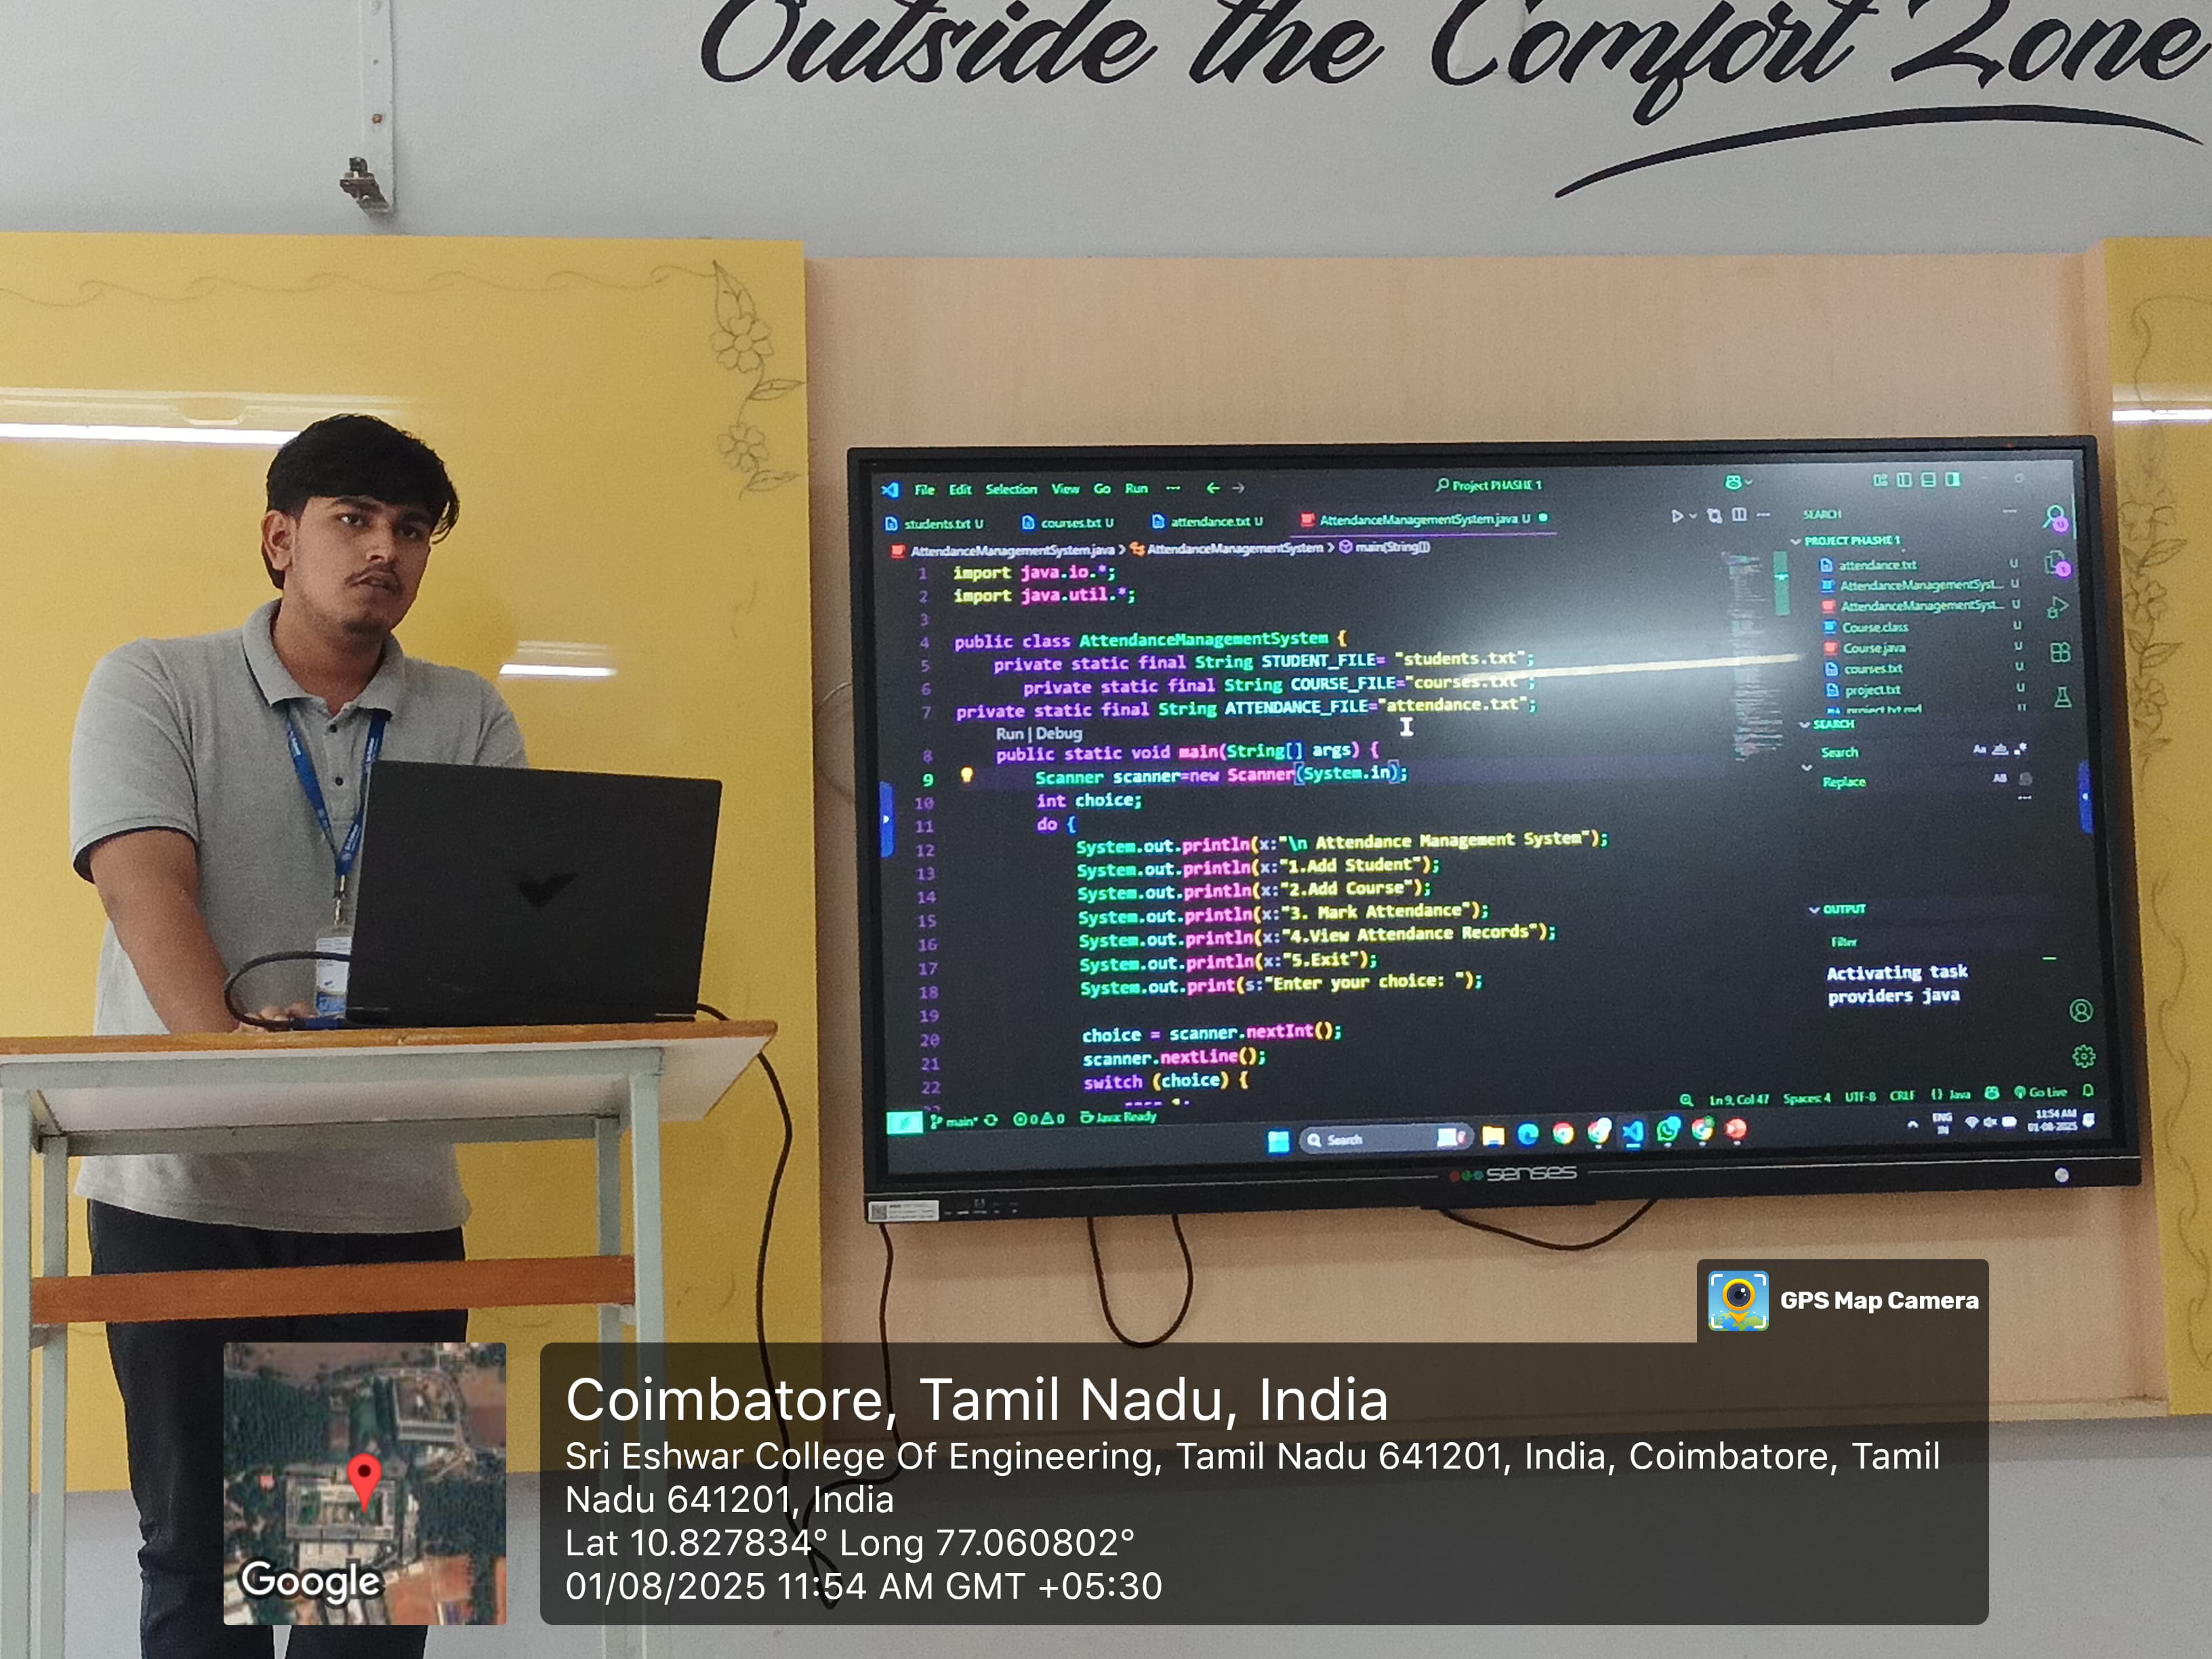 Outside the Comfort Zone
File Edit Selection View Go Run ··· ← → Project PHASHE 1
students.txt U courses.txt U attendance.txt U AttendanceManagementSystem.java U
AttendanceManagementSystem.java > AttendanceManagementSystem > main(String[])
1 import java.io.*;
2 import java.util.*;
3
4 public class AttendanceManagementSystem {
5 private static final String STUDENT_FILE= "students.txt";
6 private static final String COURSE_FILE="courses.txt";
7 private static final String ATTENDANCE_FILE="attendance.txt";
Run | Debug
8 public static void main(String[] args) {
9 Scanner scanner=new Scanner(System.in);
10 int choice;
11 do {
12 System.out.println(x:"\n Attendance Management System");
13 System.out.println(x:"1.Add Student");
14 System.out.println(x:"2.Add Course");
15 System.out.println(x:"3. Mark Attendance");
16 System.out.println(x:"4.View Attendance Records");
17 System.out.println(x:"5.Exit");
18 System.out.print(s:"Enter your choice: ");
19
20 choice = scanner.nextInt();
21 scanner.nextLine();
22 switch (choice) {
SEARCH
PROJECT PHASHE 1
attendance.txt U
AttendanceManagementSyst... U
AttendanceManagementSyst... U
Course.class U
Course.java U
courses.txt U
project.txt U
project.txt.md U
SEARCH
Search Aa ab .*
Replace AB
OUTPUT
Filter
Activating task
providers java
main* 0 0 Java: Ready Ln 9, Col 47 Spaces: 4 UTF-8 CRLF {} Java Go Live
Search ENG
IN 11:54 AM
01-08-2025
senses
GPS Map Camera
Google
Coimbatore, Tamil Nadu, India
Sri Eshwar College Of Engineering, Tamil Nadu 641201, India, Coimbatore, Tamil
Nadu 641201, India
Lat 10.827834° Long 77.060802°
01/08/2025 11:54 AM GMT +05:30